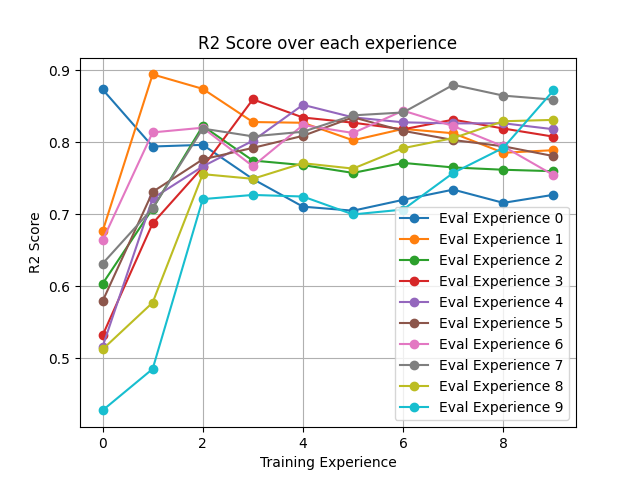 R2 Score over each experience
0.9
0.8
0.7
0.6
0.5
R2 Score
0 2 4 6 8
Training Experience
Eval Experience 0
Eval Experience 1
Eval Experience 2
Eval Experience 3
Eval Experience 4
Eval Experience 5
Eval Experience 6
Eval Experience 7
Eval Experience 8
Eval Experience 9